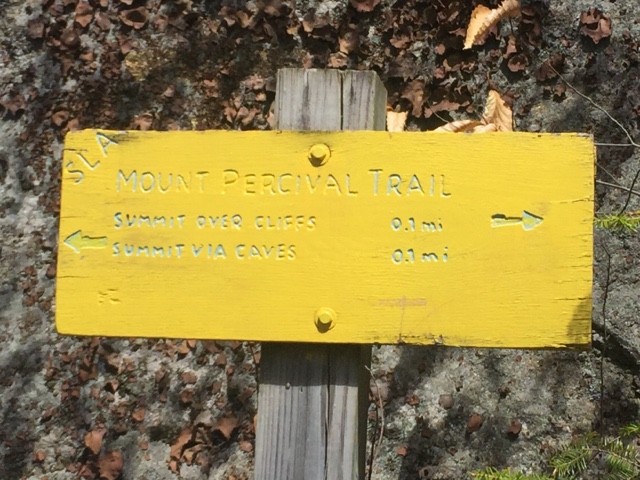 SLA
MOUNT PERCIVAL TRAIL
SUMMIT OVER CLIFFS 0.1 mi
SUMMIT VIA CAVES 0.1 mi